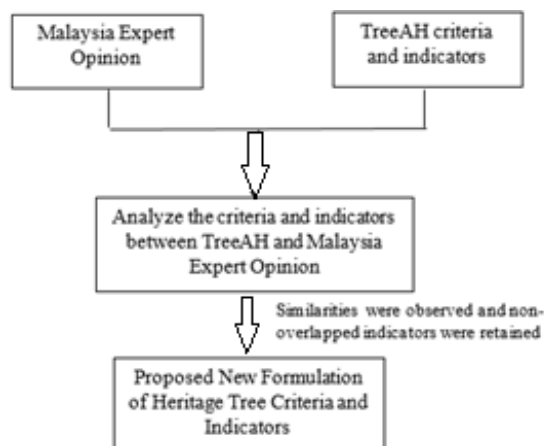 Malaysia Expert
Opinion
TreeAH criteria
and indicators
Analyze the criteria and indicators
between TreeAH and Malaysia
Expert Opinion
Similarities were observed and non-
overlapped indicators were retained
Proposed New Formulation
of Heritage Tree Criteria and
Indicators